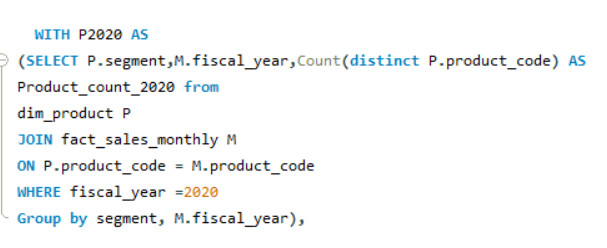 WITH P2020 AS
(SELECT P.segment,M.fiscal_year,Count(distinct P.product_code) AS
Product_count_2020 from
dim_product P
JOIN fact_sales_monthly M
ON P.product_code = M.product_code
WHERE fiscal_year =2020
Group by segment, M.fiscal_year),